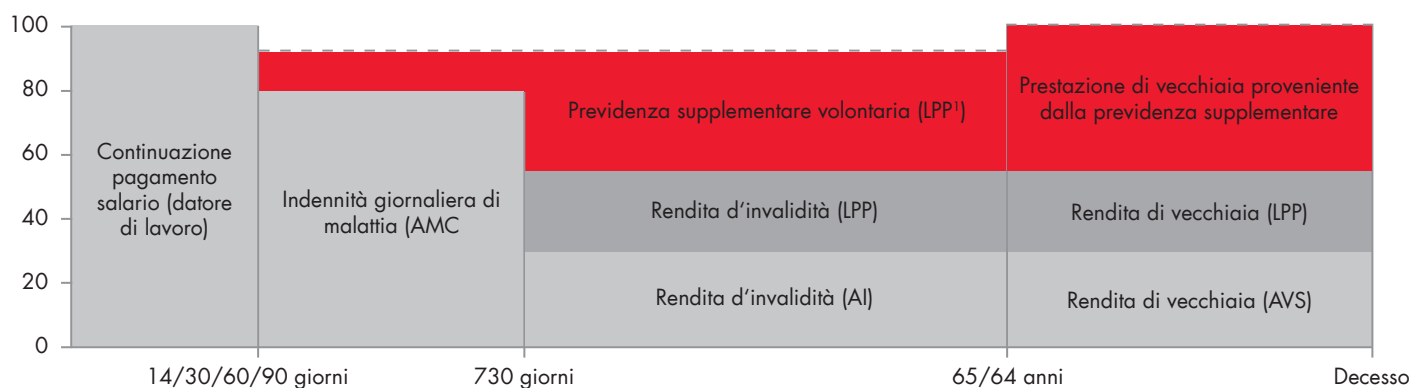 100
80
60
40
20
0
Continuazione
pagamento
salario (datore
di lavoro)
Indennità giornaliera di
malattia (AMC
Previdenza supplementare volontaria (LPP¹)
Rendita d'invalidità (LPP)
Rendita d'invalidità (AI)
Prestazione di vecchiaia proveniente
dalla previdenza supplementare
Rendita di vecchiaia (LPP)
Rendita di vecchiaia (AVS)
14/30/60/90 giorni
730 giorni
65/64 anni
Decesso